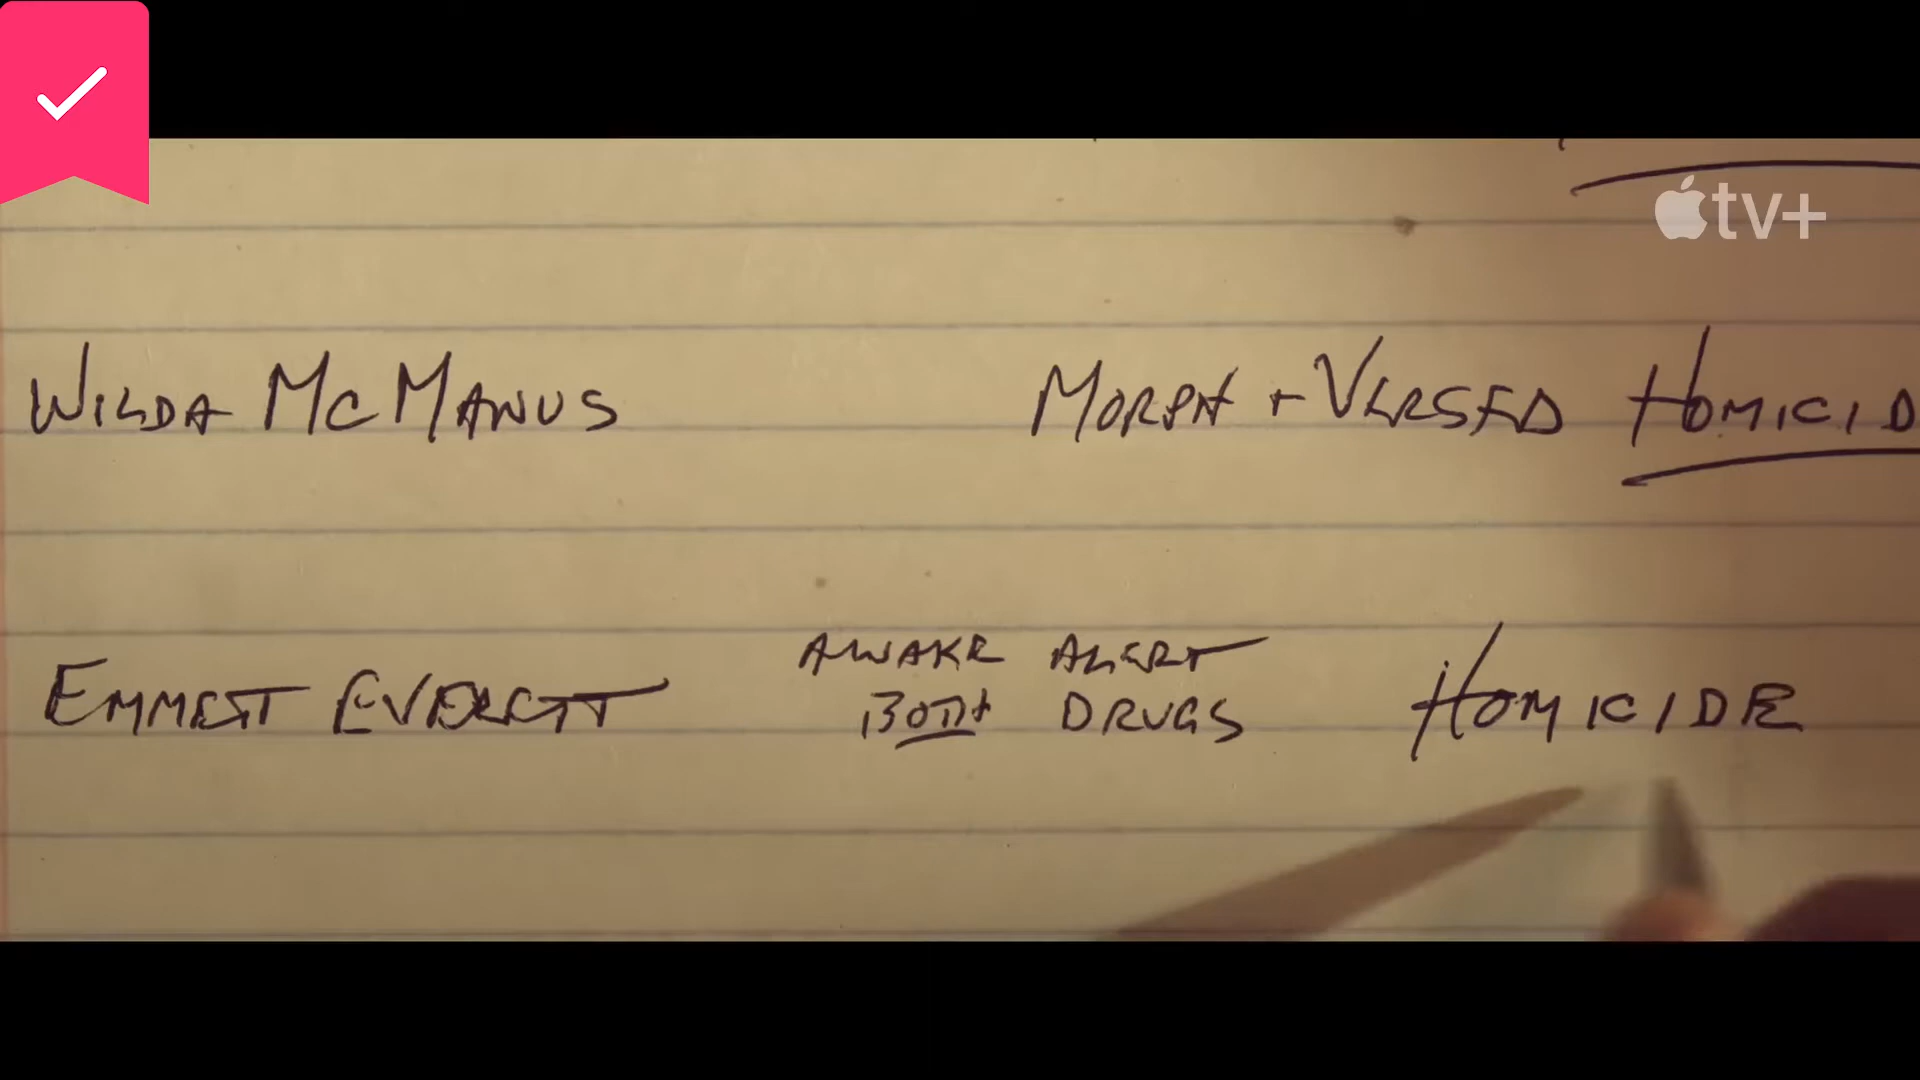 tv+
WILDA MCMANUS MORPH + VERSED HOMICID
AWAKE ALERT
EMMETT EVERETT BOTH DRUGS HOMICIDE